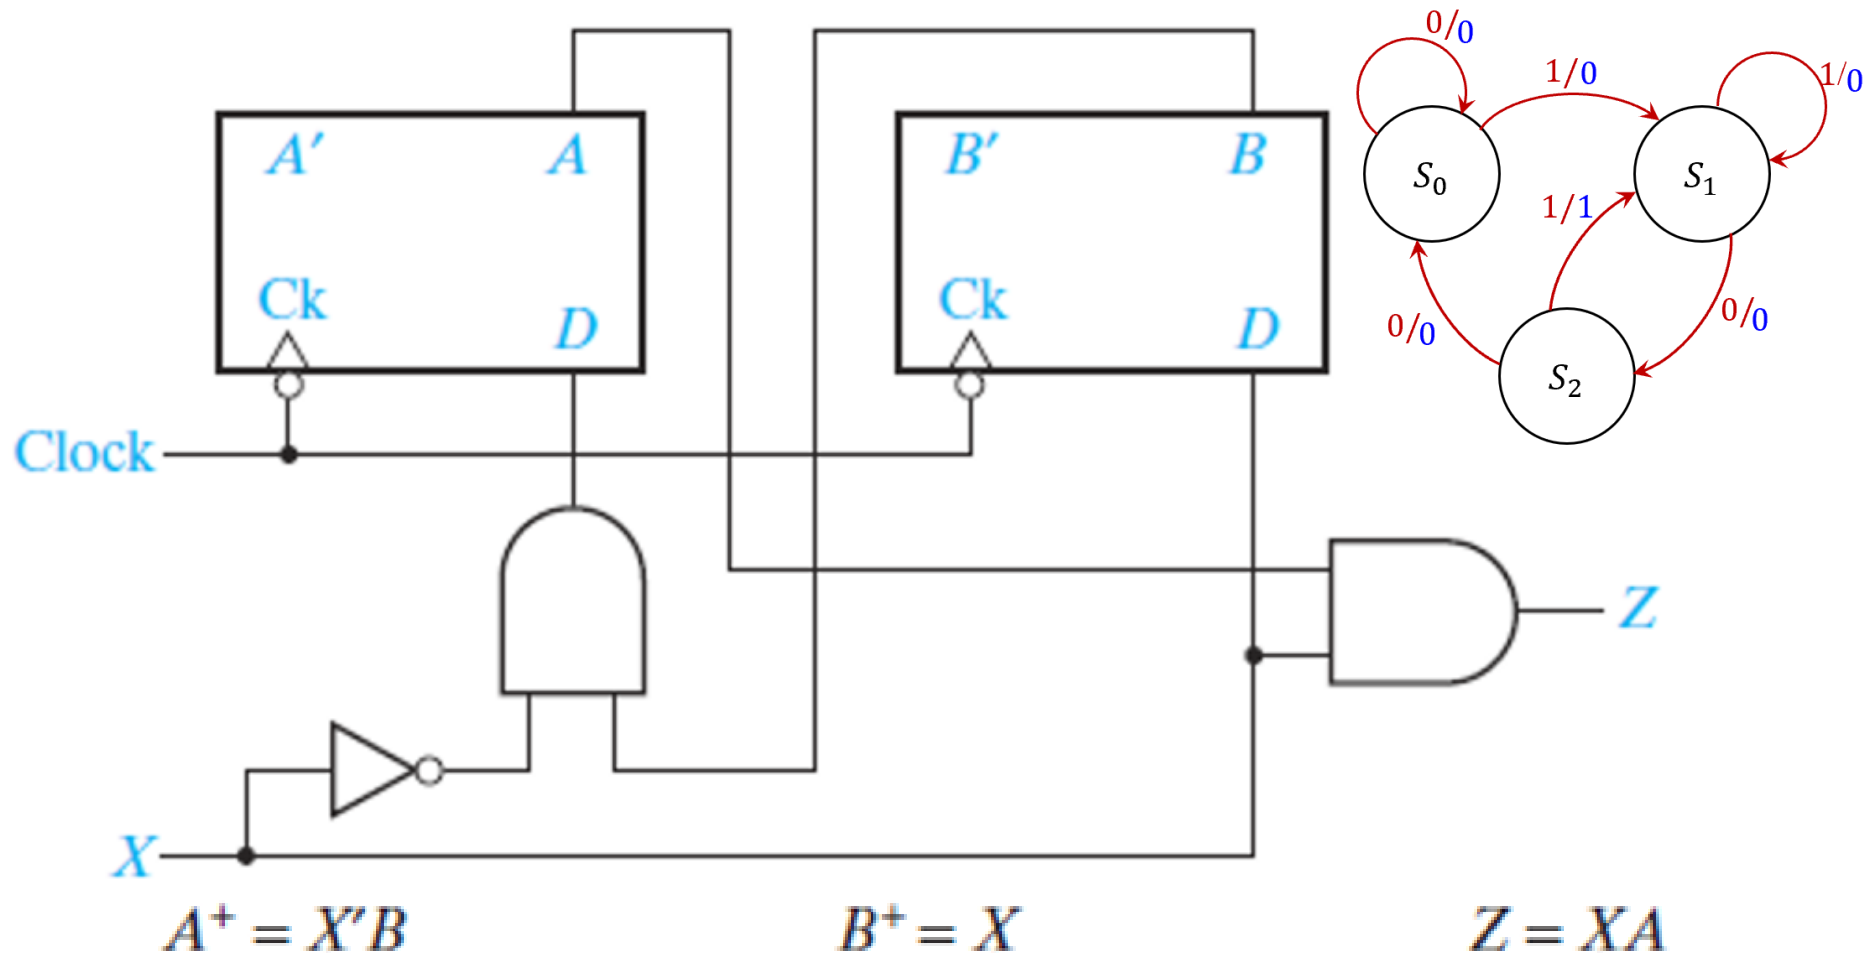 0/0
1/0
1/0
A′ A
B′ B
S₀
S₁
1/1
Ck
D
Ck
D
0/0
0/0
S₂
Clock
Z
X
A⁺ = X′B
B⁺ = X
Z = XA